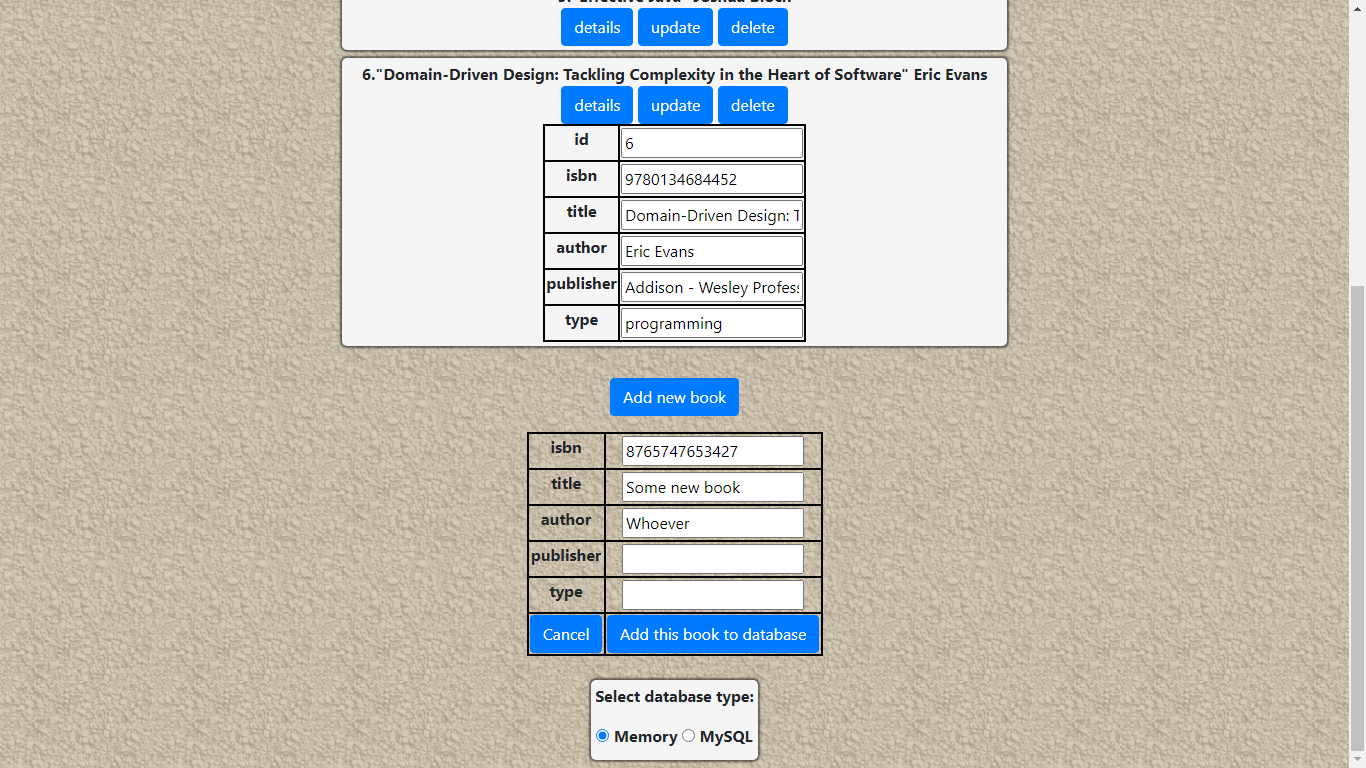 details update delete
6."Domain-Driven Design: Tackling Complexity in the Heart of Software" Eric Evans
details update delete
id 6
isbn 9780134684452
title Domain-Driven Design: T
author Eric Evans
publisher Addison - Wesley Profes
type programming
Add new book
isbn 8765747653427
title Some new book
author Whoever
publisher
type
Cancel Add this book to database
Select database type:
Memory MySQL